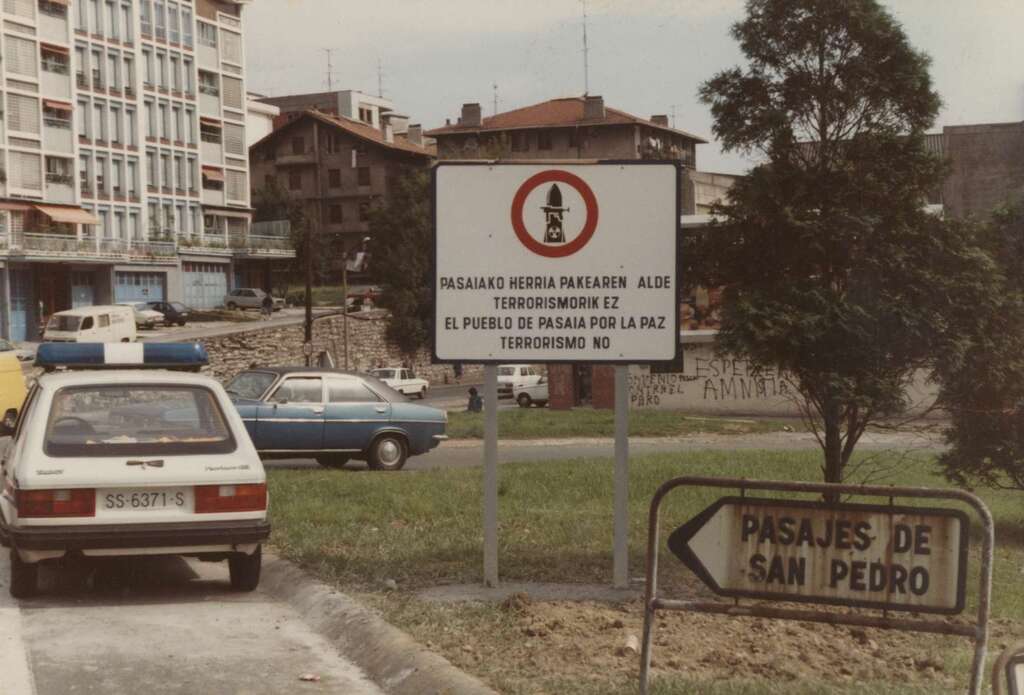 PASAIAKO HERRIA PAKEAREN ALDE
TERRORISMORIK EZ
EL PUEBLO DE PASAIA POR LA PAZ
TERRORISMO NO
AMNISTIA
PARO
SS-6371-S
PASAJES DE
SAN PEDRO